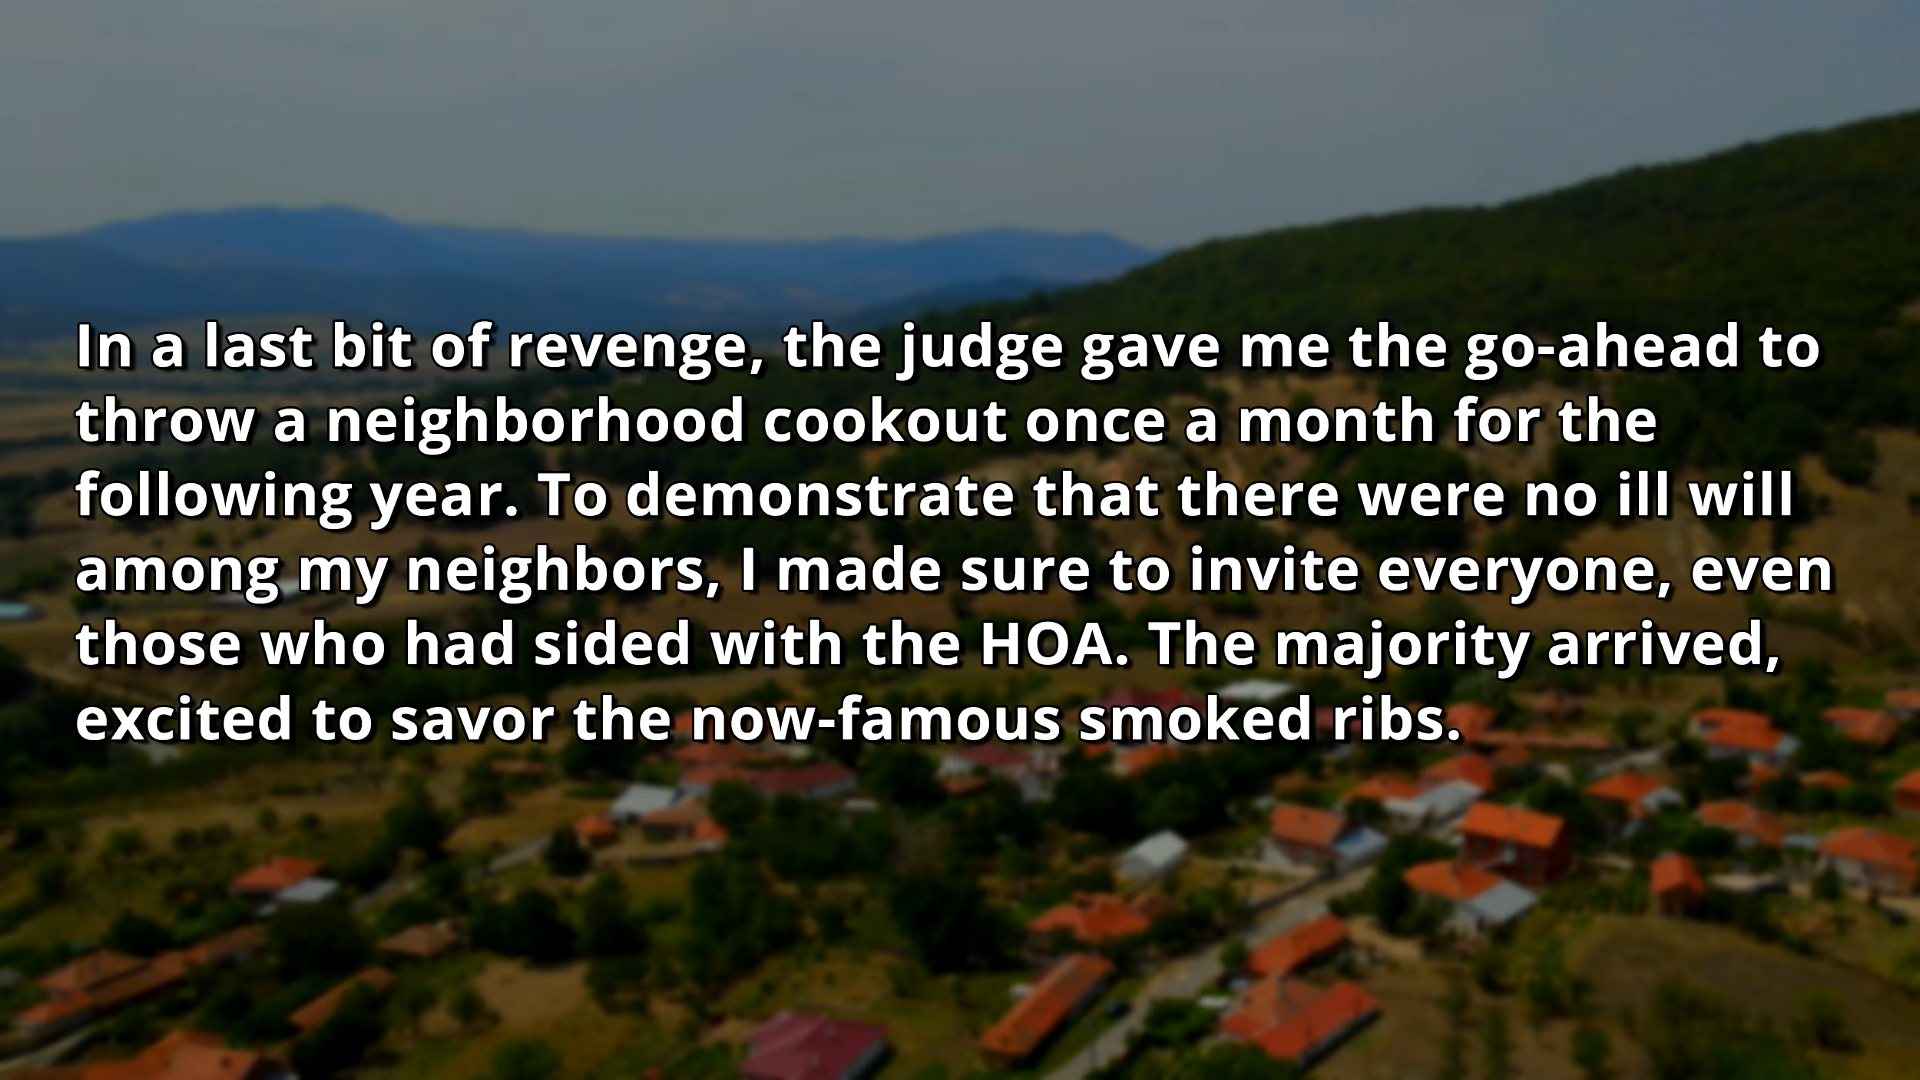 In a last bit of revenge, the judge gave me the go-ahead to
throw a neighborhood cookout once a month for the
following year. To demonstrate that there were no ill will
among my neighbors, I made sure to invite everyone, even
those who had sided with the HOA. The majority arrived,
excited to savor the now-famous smoked ribs.